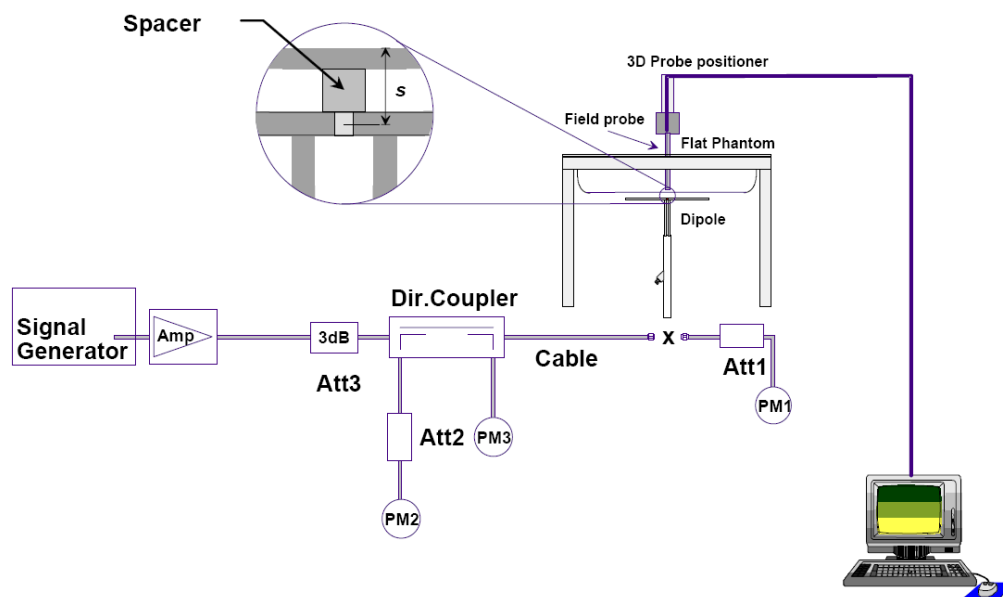 Spacer
s
3D Probe positioner
Field probe
Flat Phantom
Dipole
Signal
Generator
Amp
3dB
Att3
Dir.Coupler
Cable
x
Att1
PM1
Att2
PM3
PM2